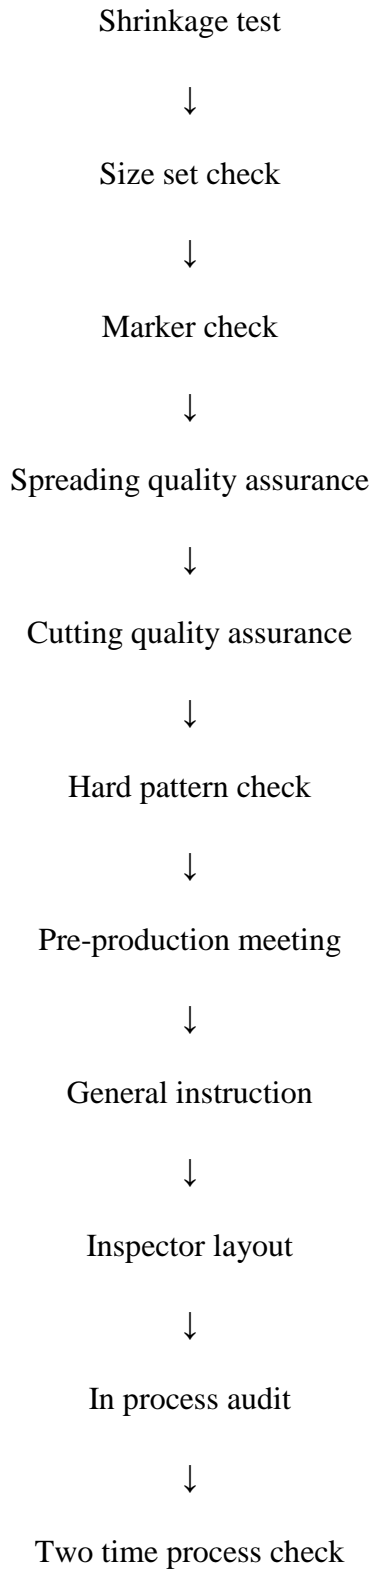 Shrinkage test
↓
Size set check
↓
Marker check
↓
Spreading quality assurance
↓
Cutting quality assurance
↓
Hard pattern check
↓
Pre-production meeting
↓
General instruction
↓
Inspector layout
↓
In process audit
↓
Two time process check